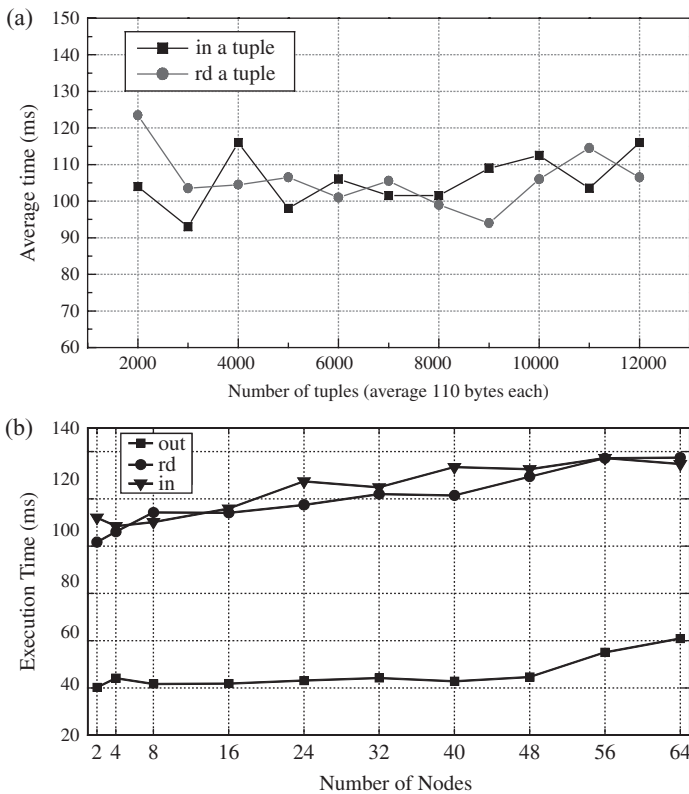 (a)
150
140
130
120
110
100
90
80
70
60
Average time (ms)
in a tuple
rd a tuple
2000 4000 6000 8000 10000 12000
Number of tuples (average 110 bytes each)
(b)
140
120
100
80
60
40
20
Execution Time (ms)
out
rd
in
2 4 8 16 24 32 40 48 56 64
Number of Nodes